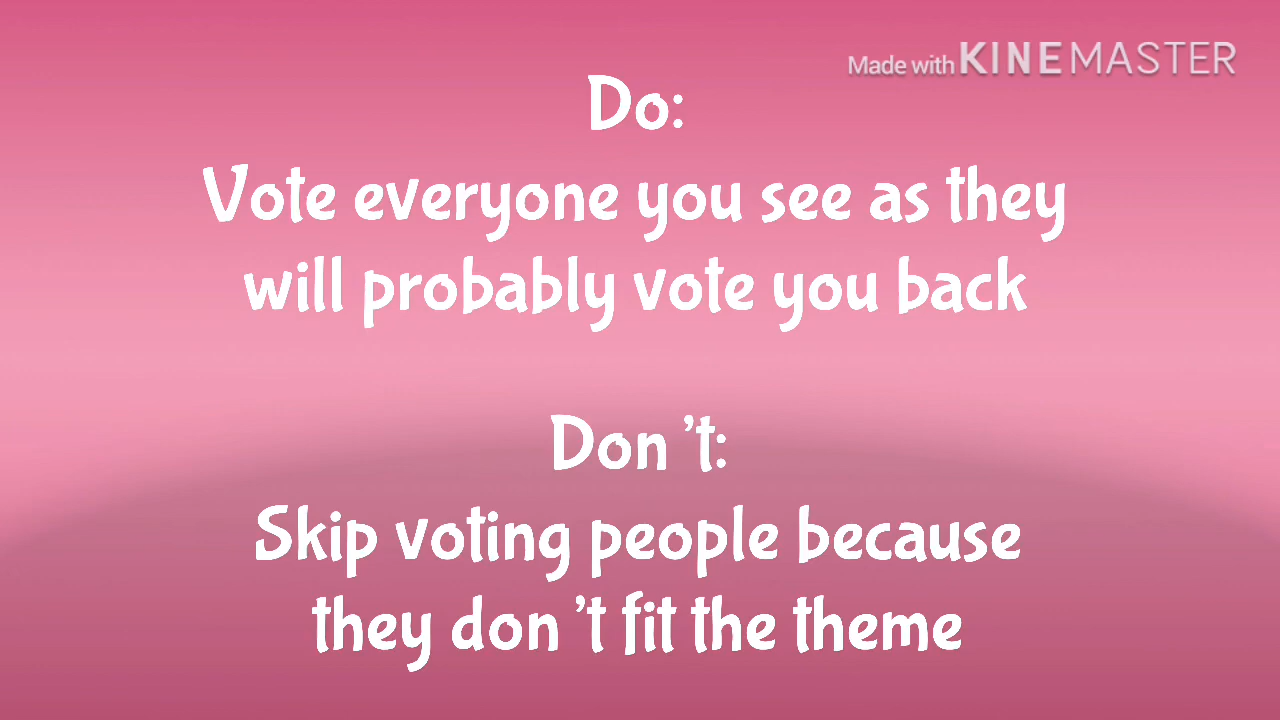 Made with KINEMASTER
Do:
Vote everyone you see as they
will probably vote you back
Don 't:
Skip voting people because
they don 't fit the theme